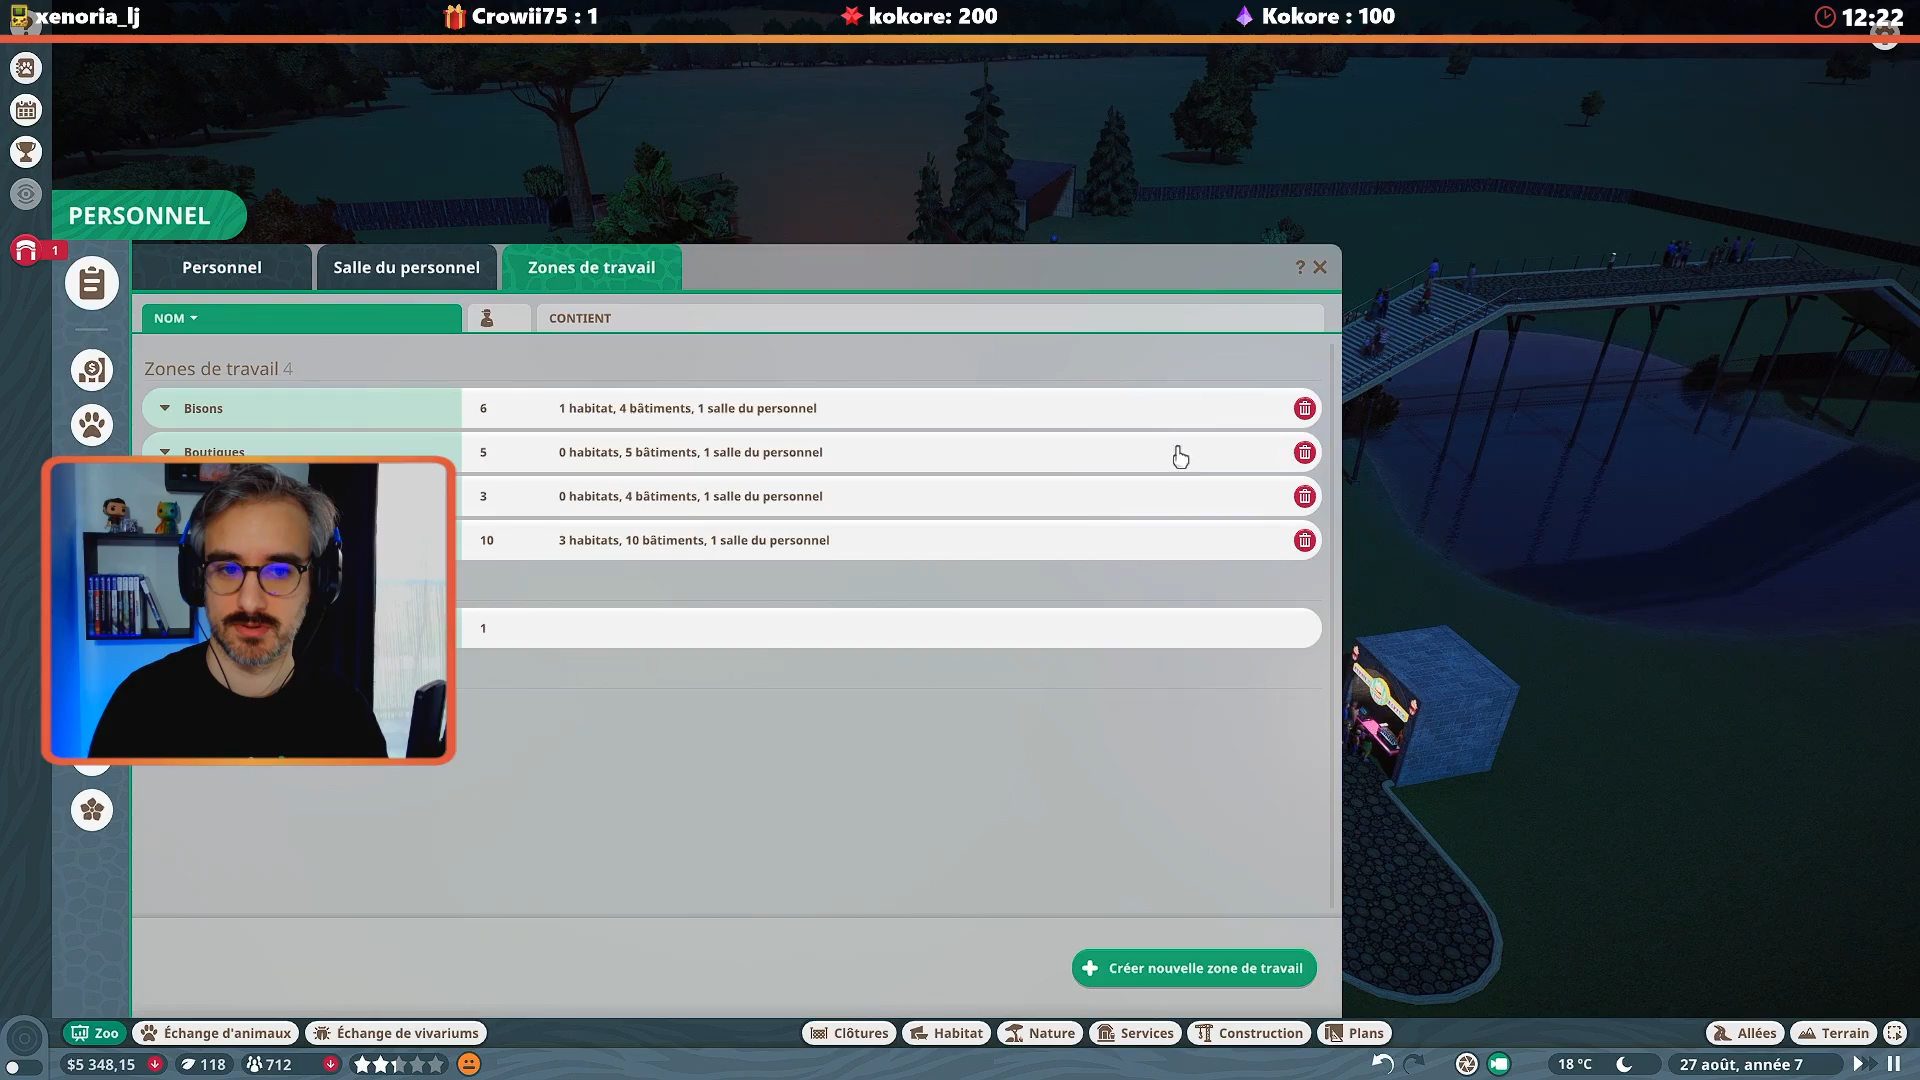 xenoria_lj
Crowii75 : 1
kokore: 200
Kokore : 100
12:22
PERSONNEL
1
Personnel
Salle du personnel
Zones de travail
? 
NOM
CONTIENT
Zones de travail 4
Bisons
6
1 habitat, 4 bâtiments, 1 salle du personnel
Boutiques
5
0 habitats, 5 bâtiments, 1 salle du personnel
3
0 habitats, 4 bâtiments, 1 salle du personnel
10
3 habitats, 10 bâtiments, 1 salle du personnel
1
Créer nouvelle zone de travail
Zoo
Échange d'animaux
Échange de vivariums
Clôtures
Habitat
Nature
Services
Construction
Plans
Allées
Terrain
$5 348,15
118
712
18 °C
27 août, année 7